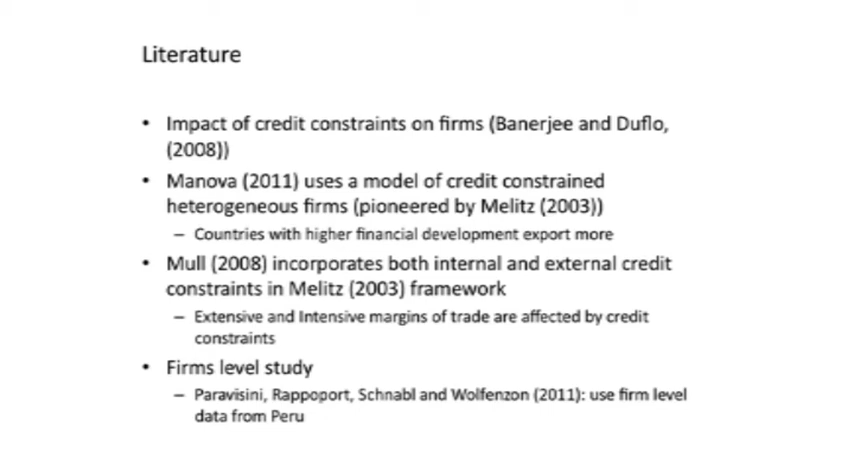 Literature
• Impact of credit constraints on firms (Banerjee and Duflo,
(2008))
• Manova (2011) uses a model of credit constrained
heterogeneous firms (pioneered by Melitz (2003))
– Countries with higher financial development export more
• Mull (2008) incorporates both internal and external credit
constraints in Melitz (2003) framework
– Extensive and Intensive margins of trade are affected by credit
constraints
• Firms level study
– Paravisini, Rappoport, Schnabl and Wolfenzon (2011): use firm level
data from Peru